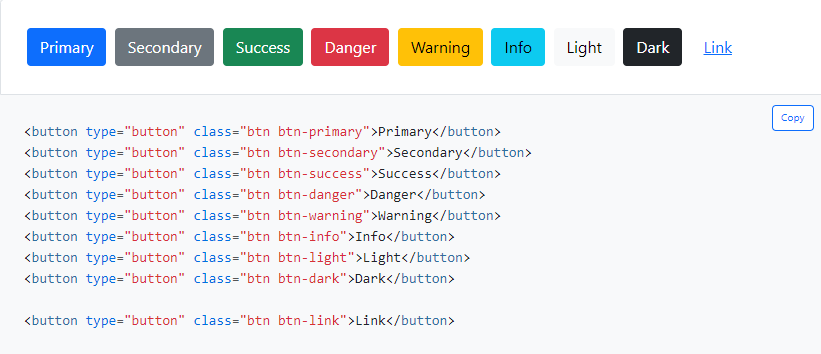 Primary Secondary Success Danger Warning Info Light Dark Link
Copy
<button type="button" class="btn btn-primary">Primary</button>
<button type="button" class="btn btn-secondary">Secondary</button>
<button type="button" class="btn btn-success">Success</button>
<button type="button" class="btn btn-danger">Danger</button>
<button type="button" class="btn btn-warning">Warning</button>
<button type="button" class="btn btn-info">Info</button>
<button type="button" class="btn btn-light">Light</button>
<button type="button" class="btn btn-dark">Dark</button>
<button type="button" class="btn btn-link">Link</button>